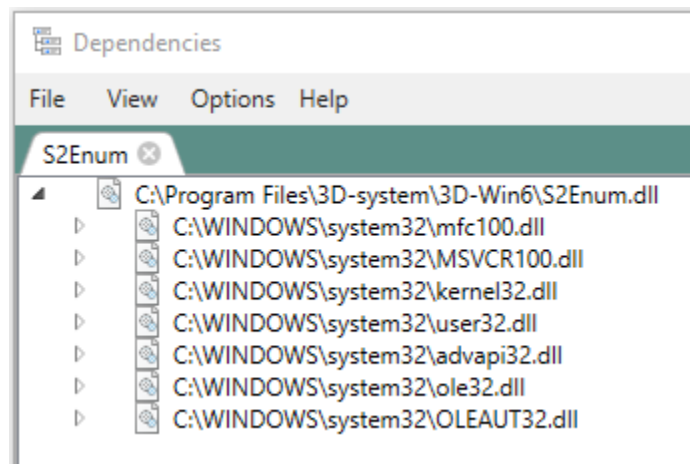 Dependencies
File View Options Help
S2Enum
C:\Program Files\3D-system\3D-Win6\S2Enum.dll
C:\WINDOWS\system32\mfc100.dll
C:\WINDOWS\system32\MSVCR100.dll
C:\WINDOWS\system32\kernel32.dll
C:\WINDOWS\system32\user32.dll
C:\WINDOWS\system32\advapi32.dll
C:\WINDOWS\system32\ole32.dll
C:\WINDOWS\system32\OLEAUT32.dll